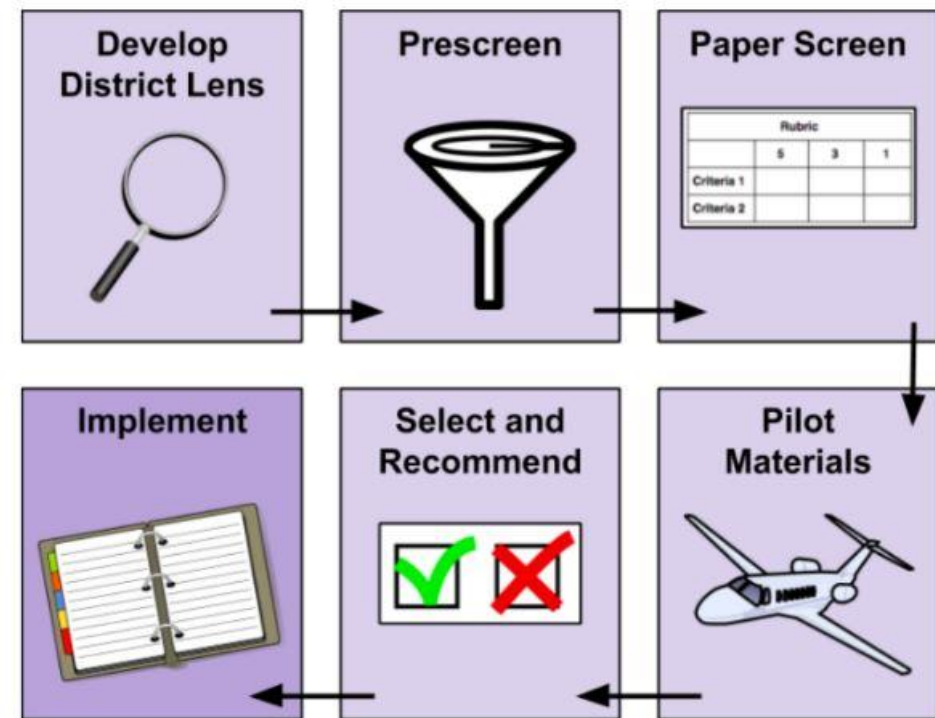 Develop
District Lens
Prescreen
Paper Screen
Rubric
5 3 1
Criteria 1
Criteria 2
Pilot
Materials
Select and
Recommend
Implement